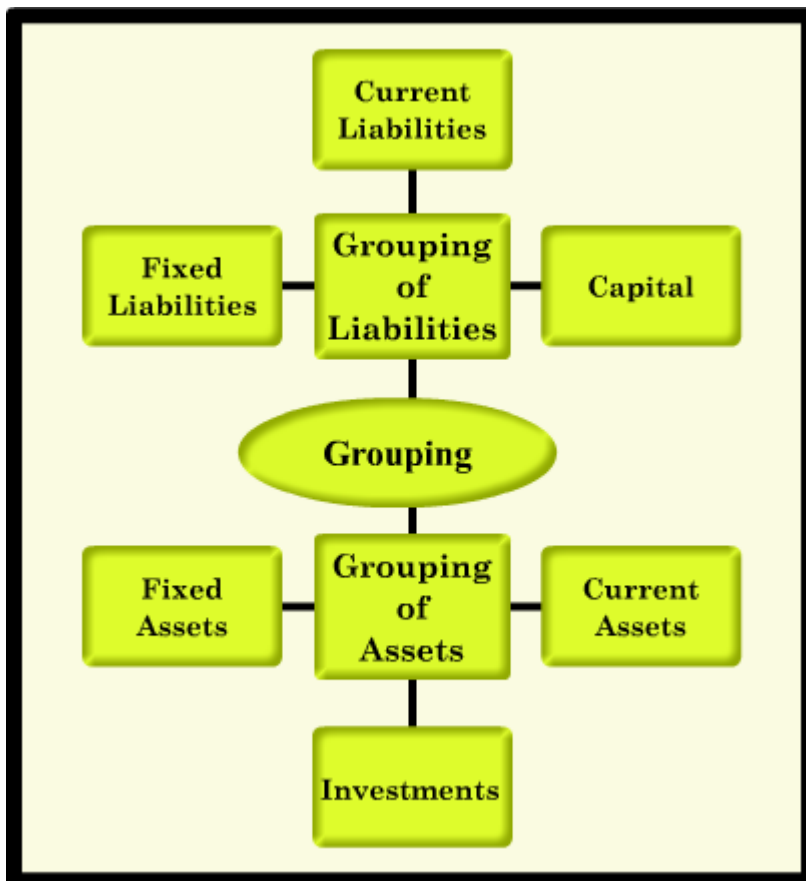 Current
Liabilities
Fixed
Liabilities
Grouping
of
Liabilities
Capital
Grouping
Fixed
Assets
Grouping
of
Assets
Current
Assets
Investments